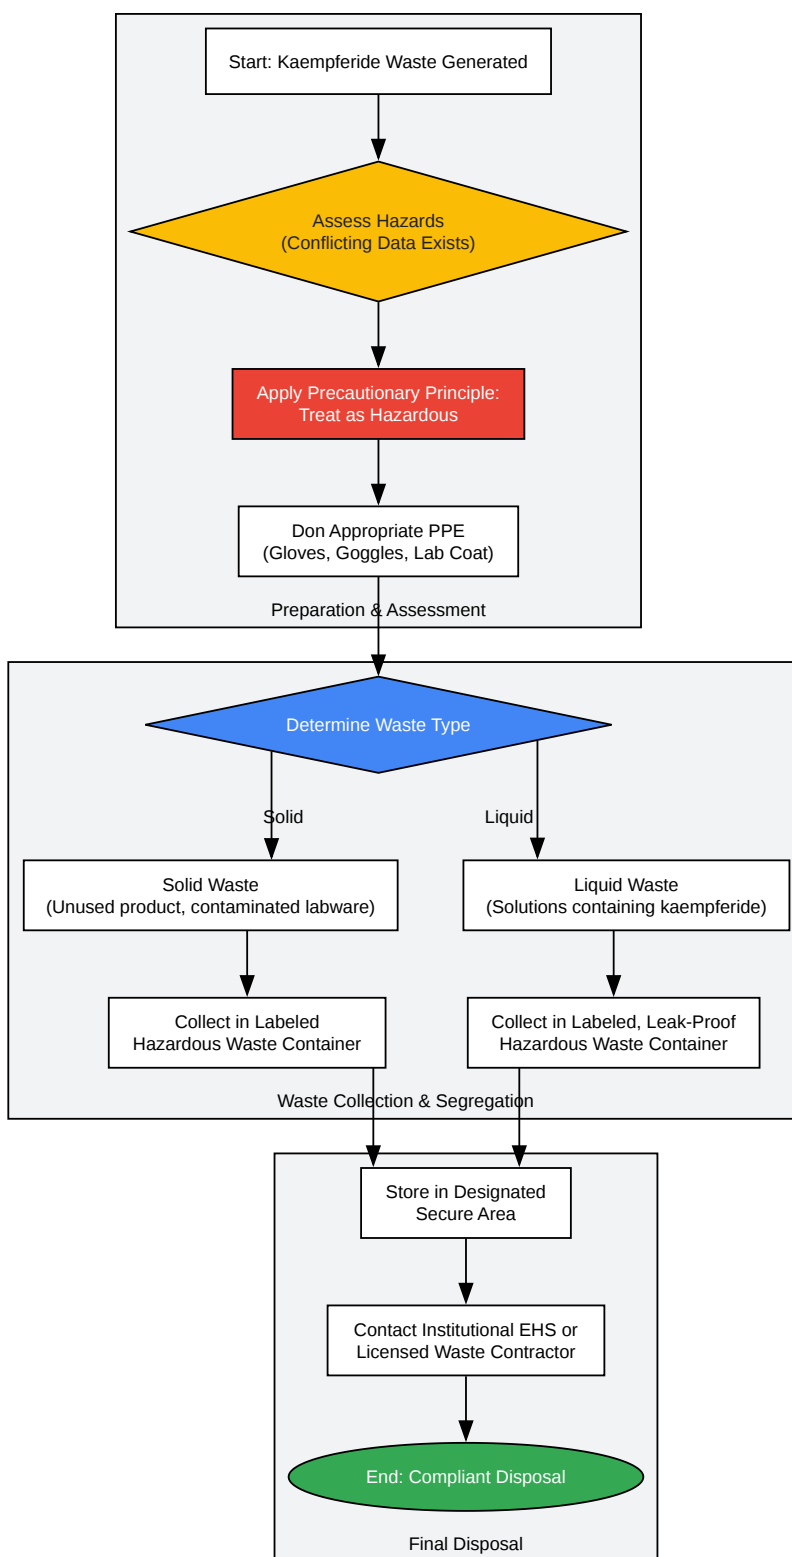 Start: Kaempferide Waste Generated
Assess Hazards
(Conflicting Data Exists)
Apply Precautionary Principle:
Treat as Hazardous
Don Appropriate PPE
(Gloves, Goggles, Lab Coat)
Preparation & Assessment
Determine Waste Type
Solid
Liquid
Solid Waste
(Unused product, contaminated labware)
Liquid Waste
(Solutions containing kaempferide)
Collect in Labeled
Hazardous Waste Container
Collect in Labeled, Leak-Proof
Hazardous Waste Container
Waste Collection & Segregation
Store in Designated
Secure Area
Contact Institutional EHS or
Licensed Waste Contractor
End: Compliant Disposal
Final Disposal